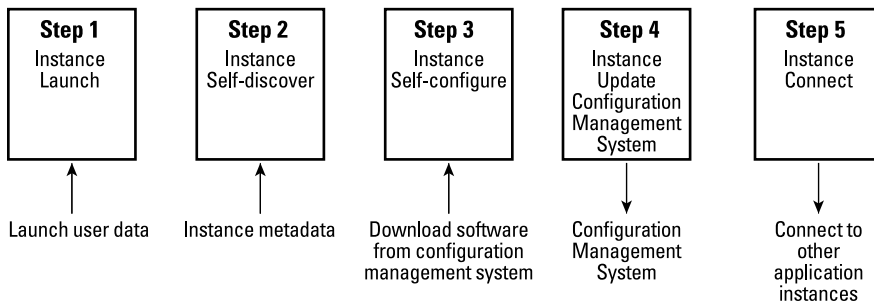 Step 1
Instance
Launch
Step 2
Instance
Self-discover
Step 3
Instance
Self-configure
Step 4
Instance
Update
Configuration
Management
System
Step 5
Instance
Connect
Launch user data
Instance metadata
Download software
from configuration
management system
Configuration
Management
System
Connect to
other
application
instances